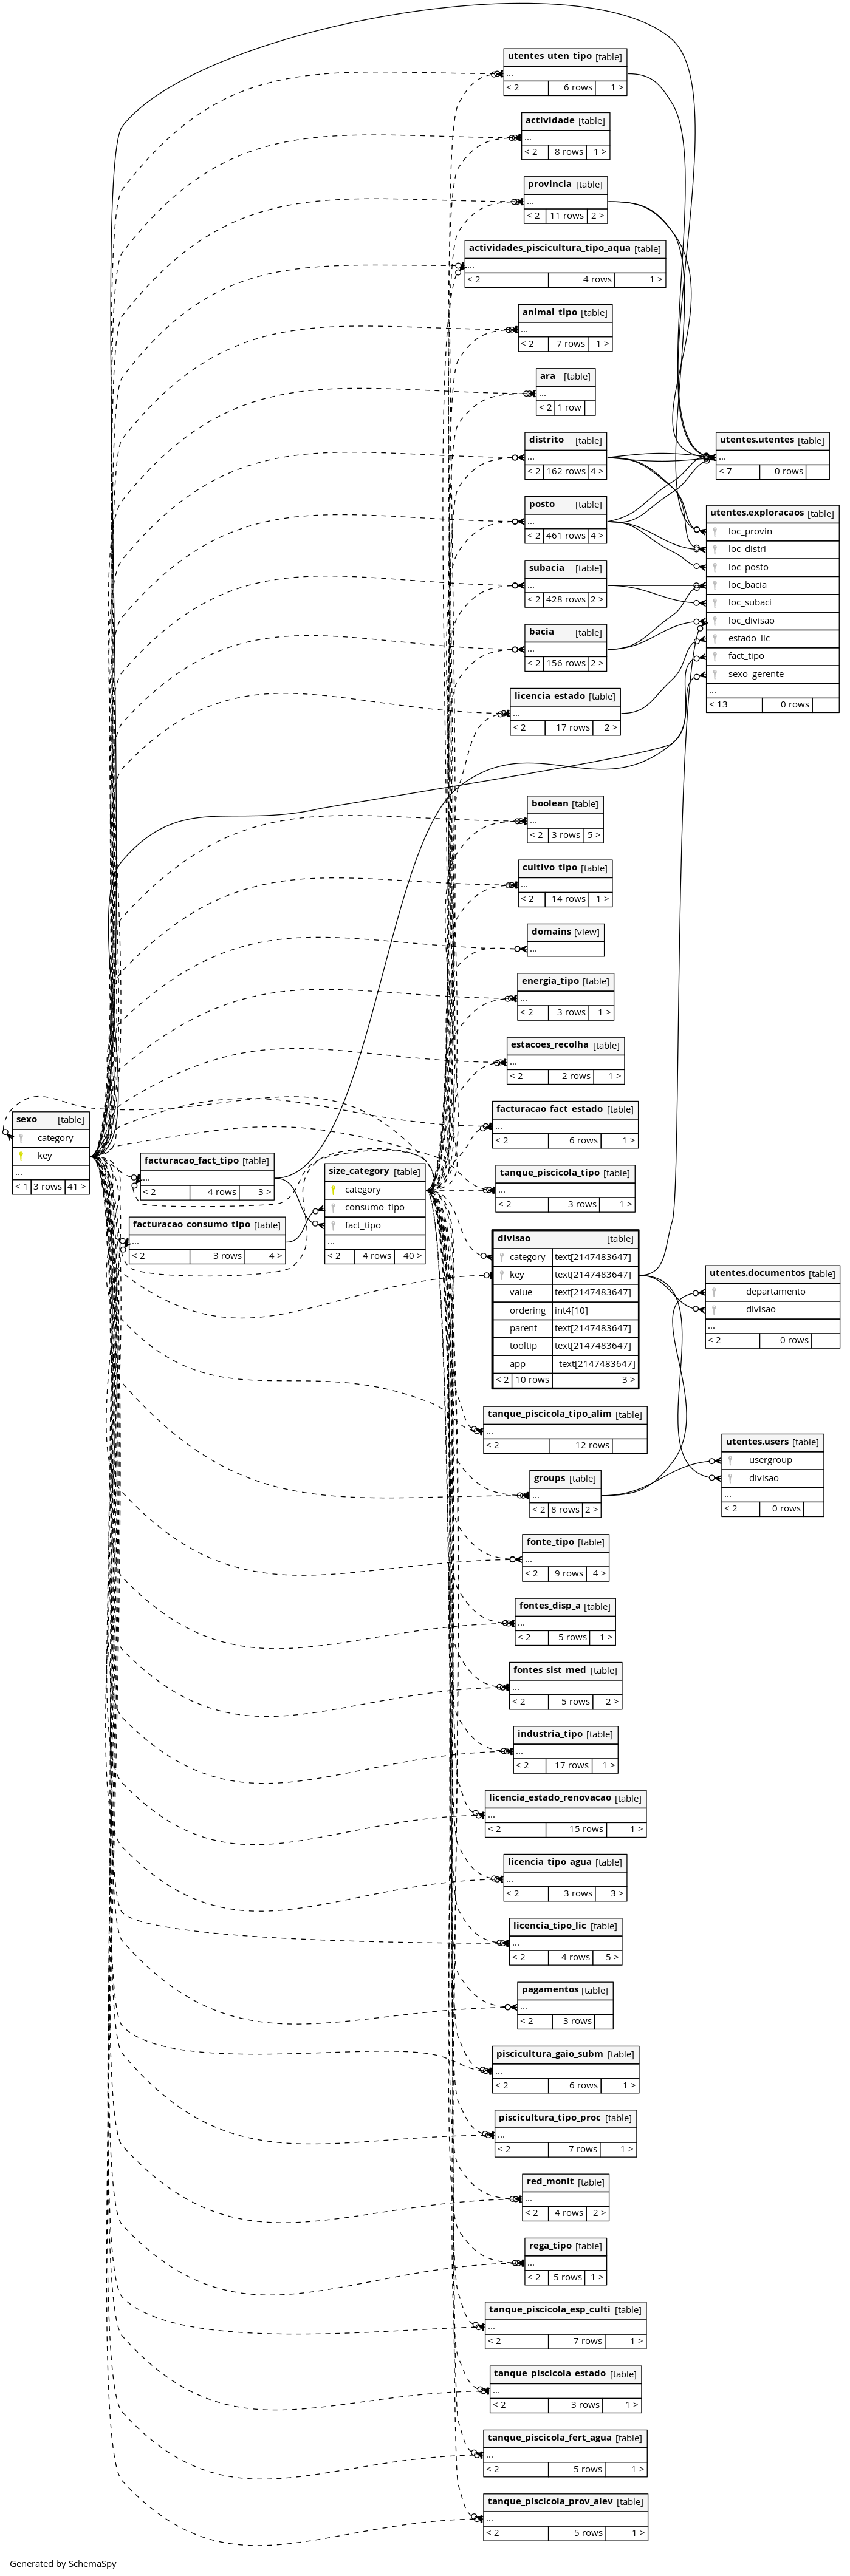 utentes_uten_tipo [table]
...
< 2 6 rows 1 >
actividade [table]
...
< 2 8 rows 1 >
provincia [table]
...
< 2 11 rows 2 >
actividades_piscicultura_tipo_aqua [table]
...
< 2 4 rows 1 >
animal_tipo [table]
...
< 2 7 rows 1 >
ara [table]
...
< 2 1 row
distrito [table]
...
< 2 162 rows 4 >
utentes.utentes [table]
...
< 7 0 rows
posto [table]
...
< 2 461 rows 4 >
utentes.exploracaos [table]
loc_provin
loc_distri
loc_posto
loc_bacia
loc_subaci
loc_divisao
estado_lic
fact_tipo
sexo_gerente
...
< 13 0 rows
subacia [table]
...
< 2 428 rows 2 >
bacia [table]
...
< 2 156 rows 2 >
licencia_estado [table]
...
< 2 17 rows 2 >
boolean [table]
...
< 2 3 rows 5 >
cultivo_tipo [table]
...
< 2 14 rows 1 >
domains [view]
...
energia_tipo [table]
...
< 2 3 rows 1 >
estacoes_recolha [table]
...
< 2 2 rows 1 >
facturacao_fact_estado [table]
...
< 2 6 rows 1 >
sexo [table]
category
key
...
< 1 3 rows 41 >
facturacao_fact_tipo [table]
...
< 2 4 rows 3 >
facturacao_consumo_tipo [table]
...
< 2 3 rows 4 >
size_category [table]
category
consumo_tipo
fact_tipo
...
< 2 4 rows 40 >
tanque_piscicola_tipo [table]
...
< 2 3 rows 1 >
divisao [table]
category text[2147483647]
key text[2147483647]
value text[2147483647]
ordering int4[10]
parent text[2147483647]
tooltip text[2147483647]
app _text[2147483647]
< 2 10 rows 3 >
utentes.documentos [table]
departamento
divisao
...
< 2 0 rows
tanque_piscicola_tipo_alim [table]
...
< 2 12 rows
utentes.users [table]
usergroup
divisao
...
< 2 0 rows
groups [table]
...
< 2 8 rows 2 >
fonte_tipo [table]
...
< 2 9 rows 4 >
fontes_disp_a [table]
...
< 2 5 rows 1 >
fontes_sist_med [table]
...
< 2 5 rows 2 >
industria_tipo [table]
...
< 2 17 rows 1 >
licencia_estado_renovacao [table]
...
< 2 15 rows 1 >
licencia_tipo_agua [table]
...
< 2 3 rows 3 >
licencia_tipo_lic [table]
...
< 2 4 rows 5 >
pagamentos [table]
...
< 2 3 rows
piscicultura_gaio_subm [table]
...
< 2 6 rows 1 >
piscicultura_tipo_proc [table]
...
< 2 7 rows 1 >
red_monit [table]
...
< 2 4 rows 2 >
rega_tipo [table]
...
< 2 5 rows 1 >
tanque_piscicola_esp_culti [table]
...
< 2 7 rows 1 >
tanque_piscicola_estado [table]
...
< 2 3 rows 1 >
tanque_piscicola_fert_agua [table]
...
< 2 5 rows 1 >
tanque_piscicola_prov_alev [table]
...
< 2 5 rows 1 >
Generated by SchemaSpy